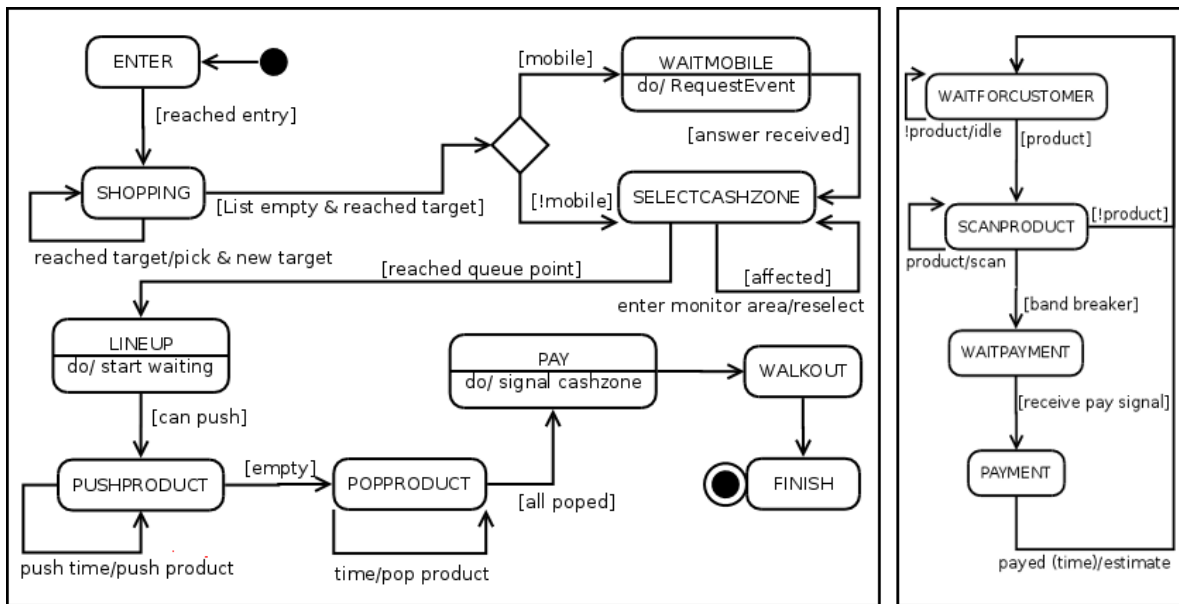 ENTER
[reached entry]
SHOPPING
reached target/pick & new target
[List empty & reached target]
[mobile]
WAITMOBILE
do/ RequestEvent
[answer received]
[!mobile]
SELECTCASHZONE
[affected]
enter monitor area/reselect
[reached queue point]
LINEUP
do/ start waiting
[can push]
PUSHPRODUCT
push time/push product
[empty]
POPPRODUCT
time/pop product
[all poped]
PAY
do/ signal cashzone
WALKOUT
FINISH
WAITFORCUSTOMER
!product/idle
[product]
SCANPRODUCT
[!product]
product/scan
[band breaker]
WAITPAYMENT
[receive pay signal]
PAYMENT
payed (time)/estimate